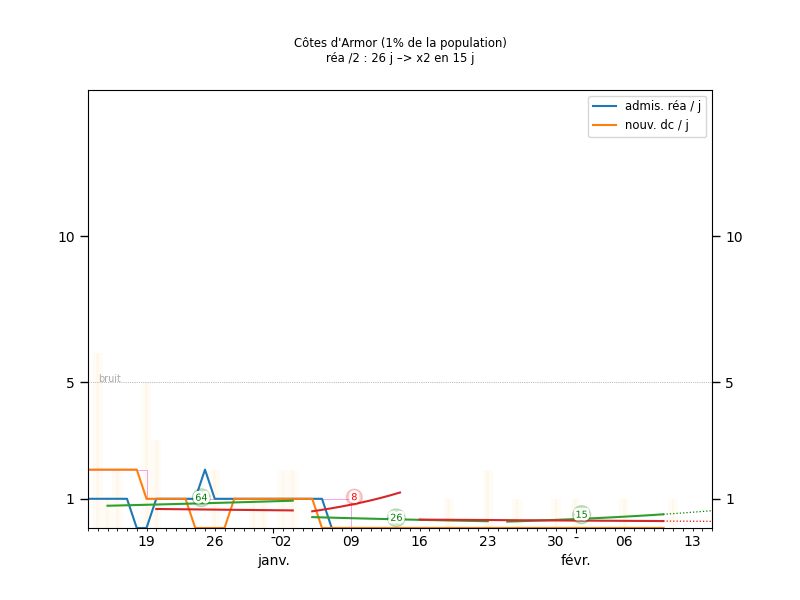 Côtes d'Armor (1% de la population)
réa /2 : 26 j –> x2 en 15 j
admis. réa / j
nouv. dc / j
10
10
bruit
5
5
64
8
1
1
26
15
19
26
02
09
16
23
30
06
13
janv.
févr.